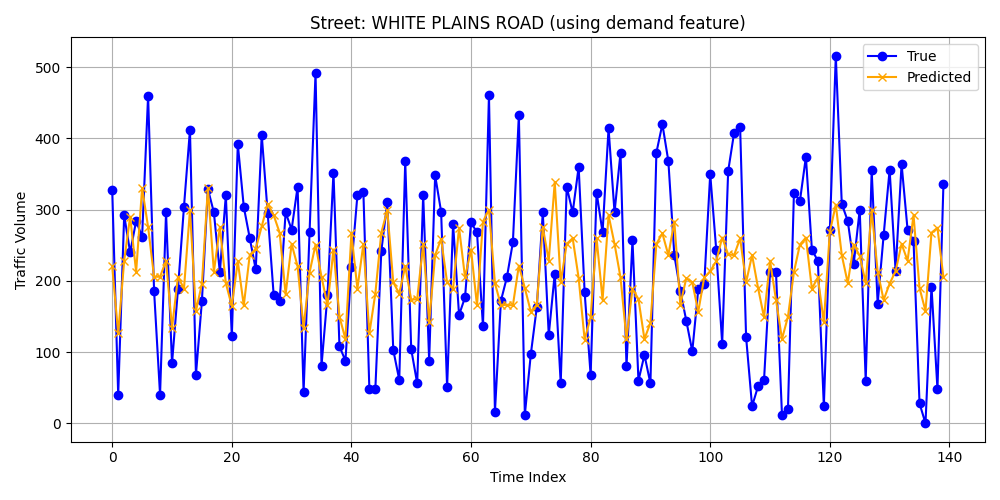 Street: WHITE PLAINS ROAD (using demand feature)
True
Predicted
Traffic Volume
500
400
300
200
100
0
0 20 40 60 80 100 120 140
Time Index